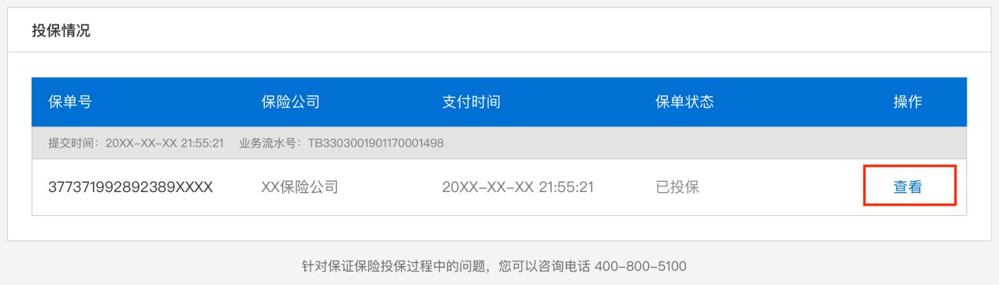 投保情况
保单号 保险公司 支付时间 保单状态 操作
提交时间：20XX-XX-XX 21:55:21 业务流水号：TB3303001901170001498
377371992892389XXXX XX保险公司 20XX-XX-XX 21:55:21 已投保 查看
针对保证保险投保过程中的问题，您可以咨询电话 400-800-5100